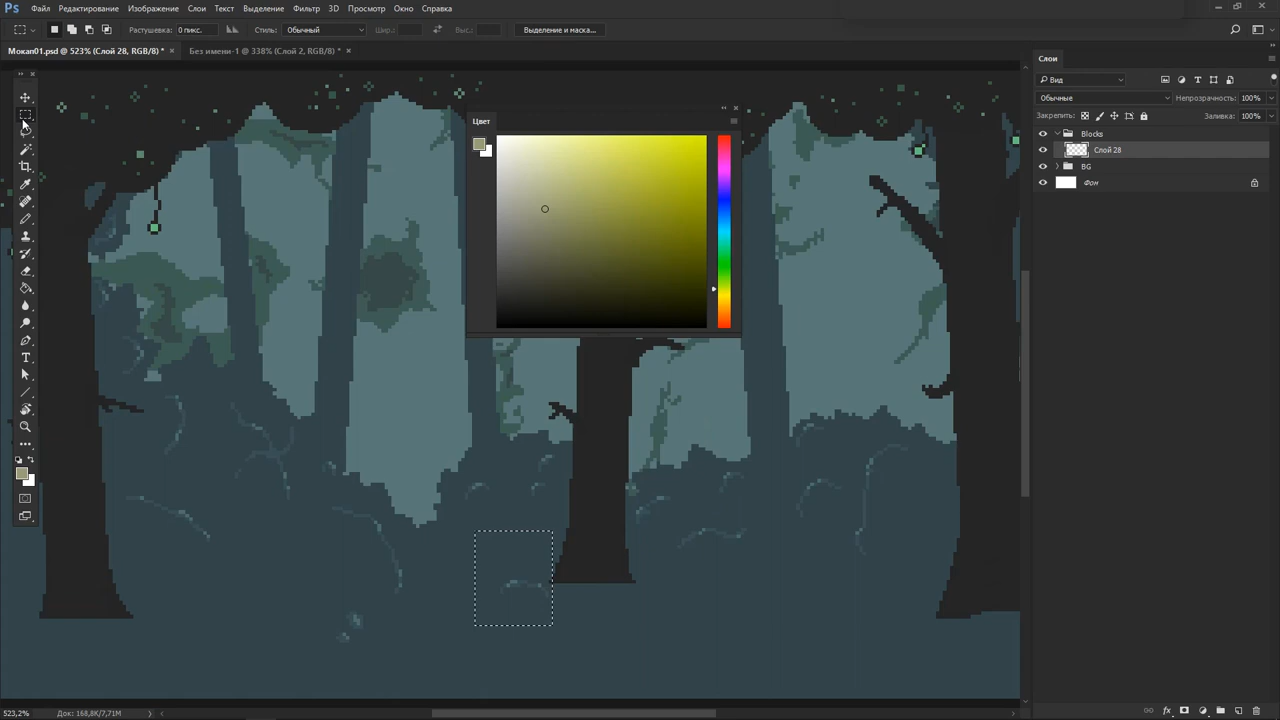 Ps Файл Редактирование Изображение Слои Текст Выделение Фильтр 3D Просмотр Окно Справка
Растушевка: 0 пикс. Стиль: Обычный Шир.: Выс.: Выделение и маска...
Мокап01.psd @ 523% (Слой 28, RGB/8) * × Без имени-1 @ 338% (Слой 2, RGB/8) * ×
Слои
Вид
Обычные Непрозрачность: 100%
Закрепить: Заливка: 100%
Blocks
Слой 28
BG
Фон
Цвет
523,2% Док: 168,8K/7,71M